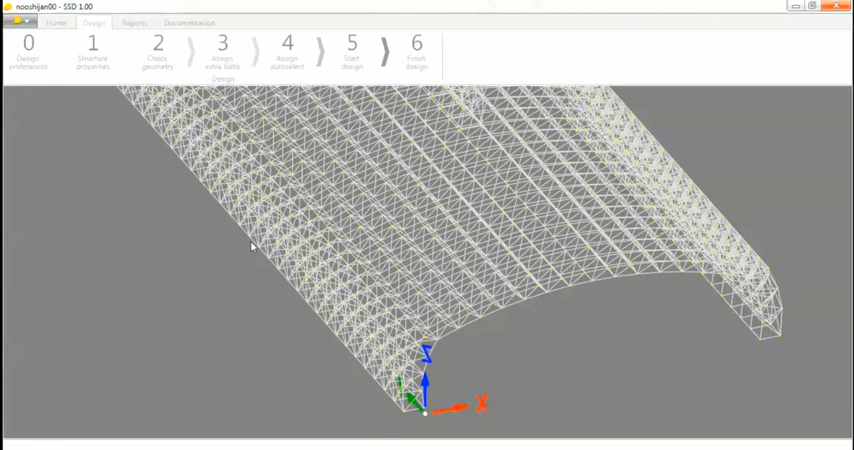 nooshijan00 - SSD 1.00
Home Design Reports Documentation
0 1 2 3 4 5 6
Design Structure Check Assign Assign Start Finish
preferences properties geometry extra bolts autoselect design design
Design
Z
X